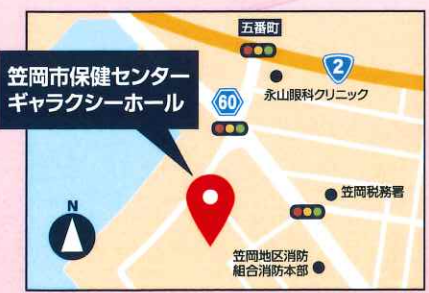 五番町
2
永山眼科クリニック
笠岡市保健センター
ギャラクシーホール
60
笠岡税務署
N
笠岡地区消防
組合消防本部